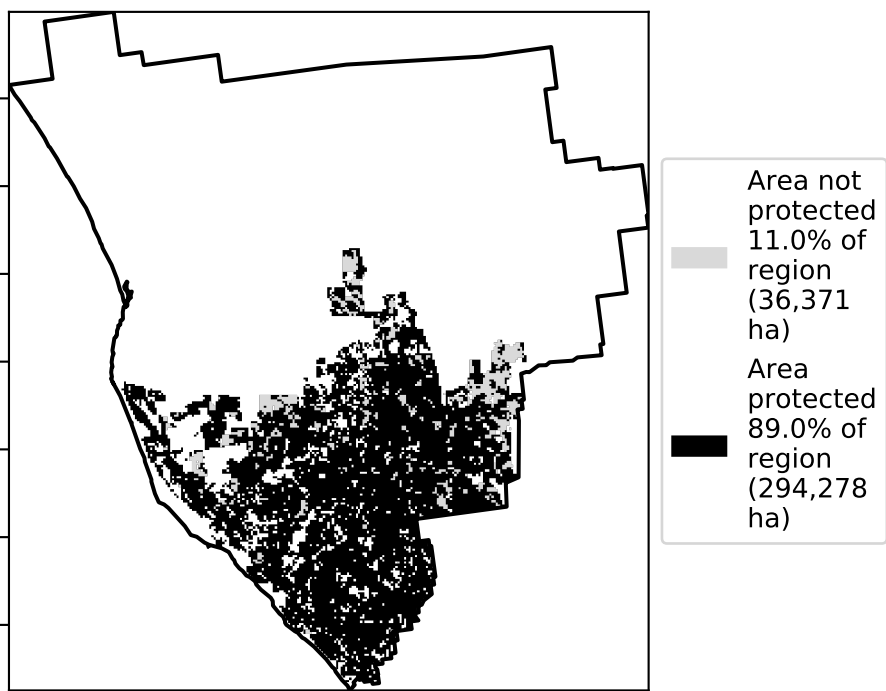 Area not
protected
11.0% of
region
(36,371
ha)
Area
protected
89.0% of
region
(294,278
ha)